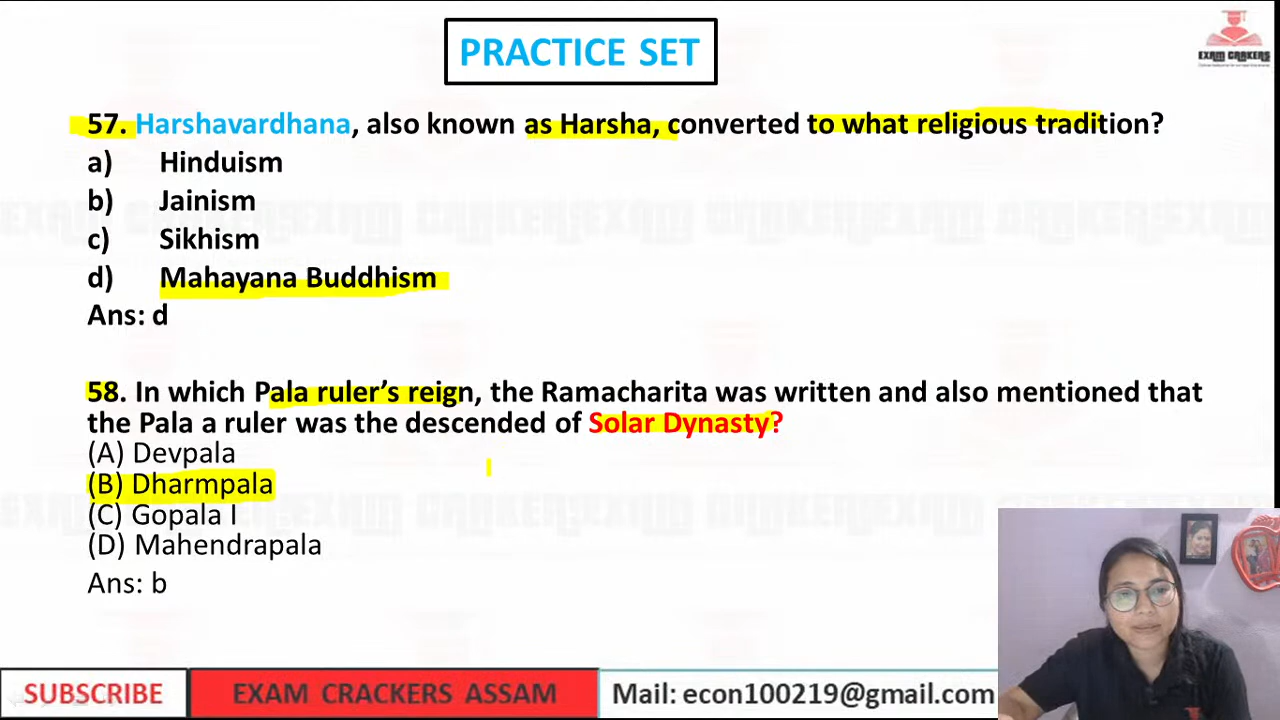 PRACTICE SET
EXAM CRAKERS
57. Harshavardhana, also known as Harsha, converted to what religious tradition?
a) Hinduism
b) Jainism
c) Sikhism
d) Mahayana Buddhism
Ans: d
58. In which Pala ruler’s reign, the Ramacharita was written and also mentioned that
the Pala a ruler was the descended of Solar Dynasty?
(A) Devpala
(B) Dharmpala
(C) Gopala I
(D) Mahendrapala
Ans: b
SUBSCRIBE EXAM CRACKERS ASSAM Mail: econ100219@gmail.com